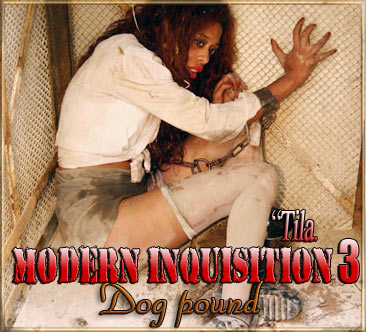 "Tila.
MODERN INQUISITION 3
Dog pound